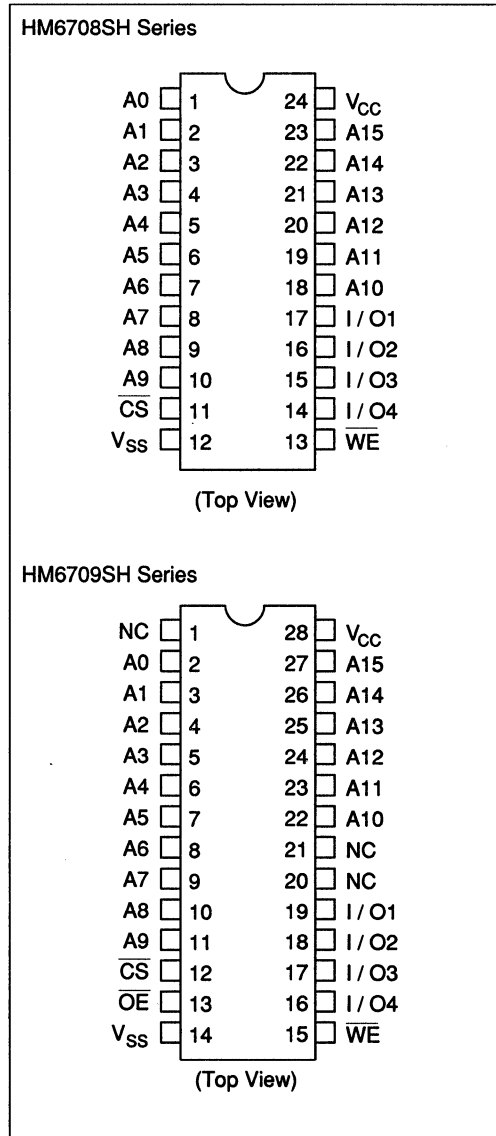 HM6708SH Series
A0 1 24 VCC
A1 2 23 A15
A2 3 22 A14
A3 4 21 A13
A4 5 20 A12
A5 6 19 A11
A6 7 18 A10
A7 8 17 I / O1
A8 9 16 I / O2
A9 10 15 I / O3
C̅S̅ 11 14 I / O4
VSS 12 13 W̅E̅
(Top View)
HM6709SH Series
NC 1 28 VCC
A0 2 27 A15
A1 3 26 A14
A2 4 25 A13
A3 5 24 A12
A4 6 23 A11
A5 7 22 A10
A6 8 21 NC
A7 9 20 NC
A8 10 19 I / O1
A9 11 18 I / O2
C̅S̅ 12 17 I / O3
O̅E̅ 13 16 I / O4
VSS 14 15 W̅E̅
(Top View)